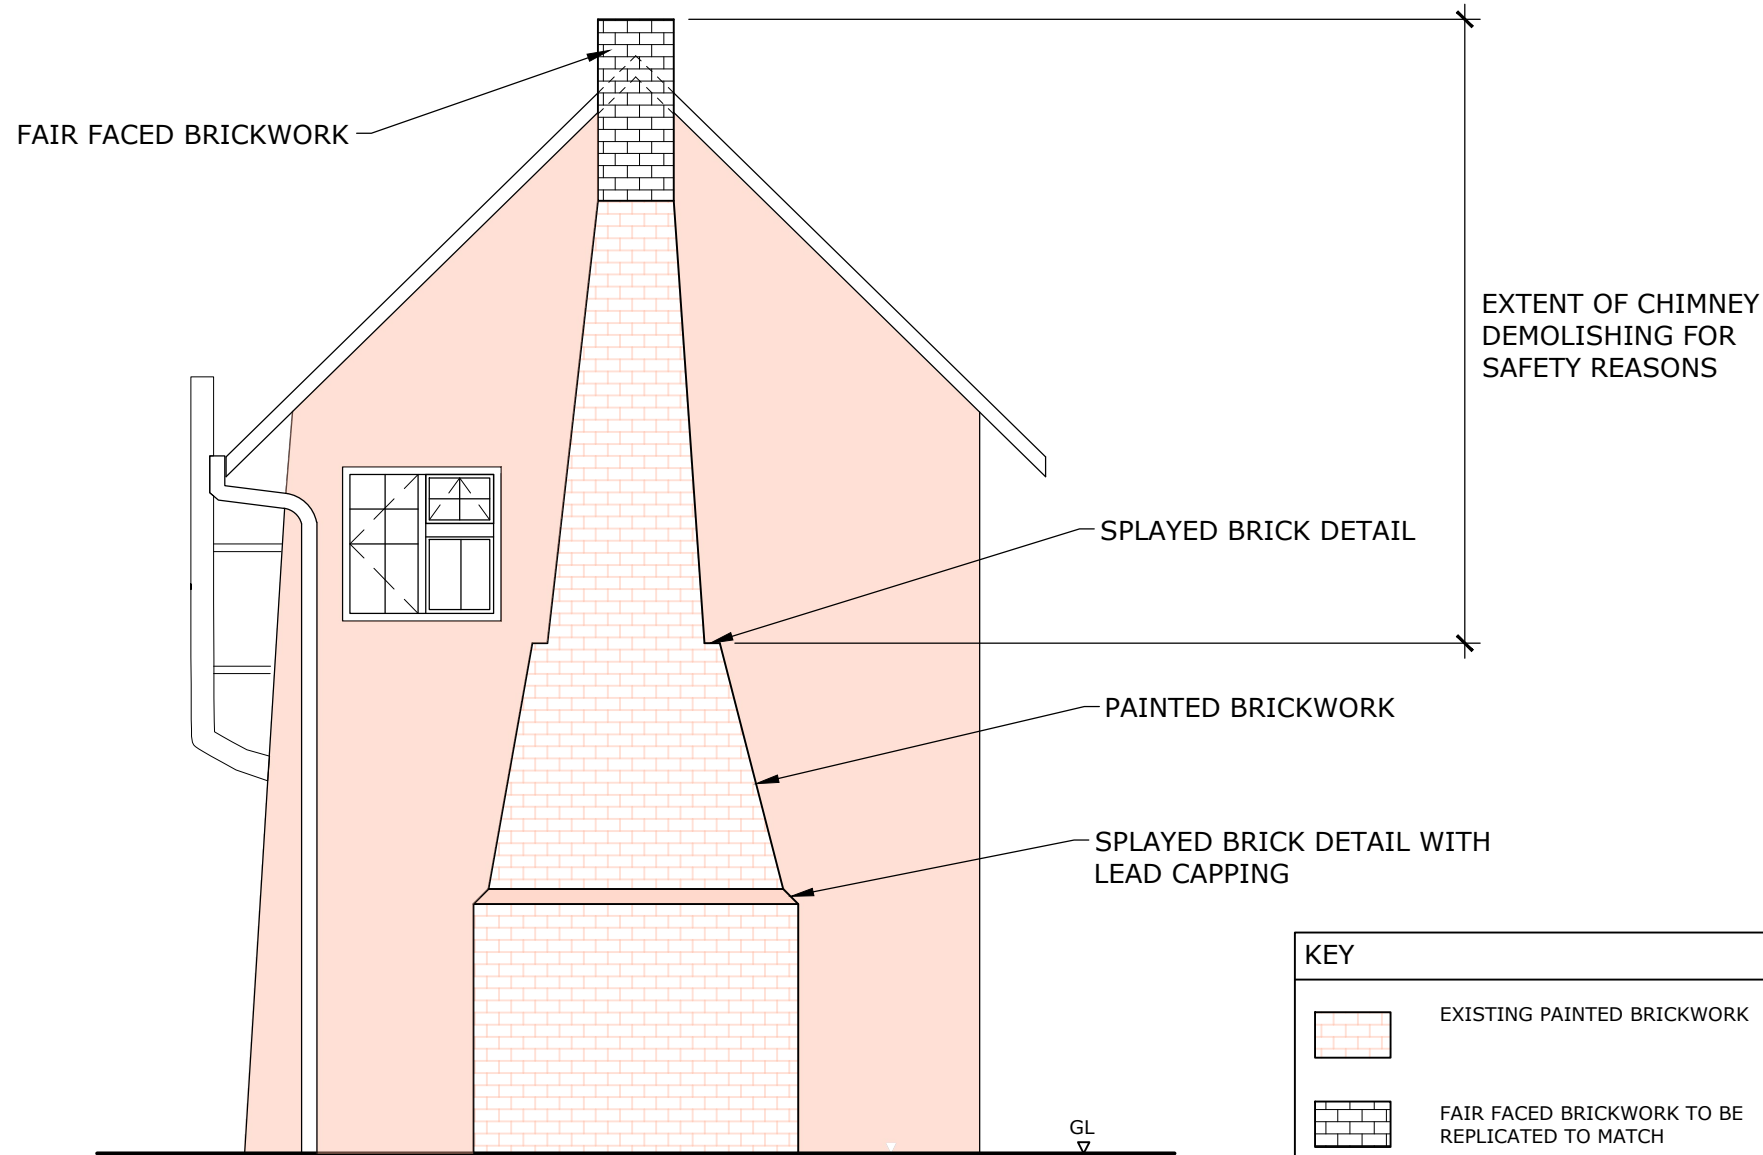 FAIR FACED BRICKWORK
EXTENT OF CHIMNEY
DEMOLISHING FOR
SAFETY REASONS
SPLAYED BRICK DETAIL
PAINTED BRICKWORK
SPLAYED BRICK DETAIL WITH
LEAD CAPPING
GL
KEY
EXISTING PAINTED BRICKWORK
FAIR FACED BRICKWORK TO BE
REPLICATED TO MATCH